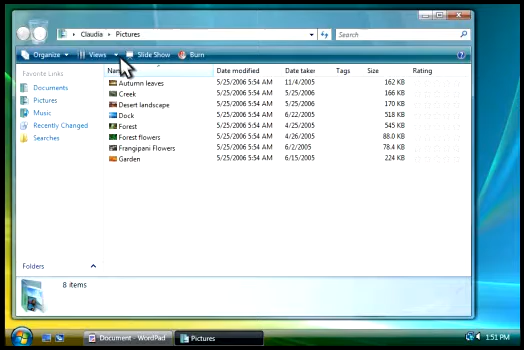 Claudia ▸ Pictures
Search
Organize Views Slide Show Burn
Favorite Links
Documents
Pictures
Music
Recently Changed
Searches
Folders
Date modified Date taken Tags Size Rating
Autumn leaves 5/25/2006 5:54 AM 11/4/2005 162 KB
Creek 5/25/2006 5:54 AM 5/25/2006 166 KB
Desert landscape 5/25/2006 5:54 AM 5/25/2006 170 KB
Dock 5/25/2006 5:54 AM 6/22/2005 518 KB
Forest 5/25/2006 5:54 AM 4/25/2005 545 KB
Forest flowers 5/25/2006 5:54 AM 4/26/2005 88.0 KB
Frangipani Flowers 5/25/2006 5:54 AM 6/2/2005 78.4 KB
Garden 5/25/2006 5:54 AM 6/15/2005 224 KB
8 items
Document - WordPad Pictures 1:51 PM